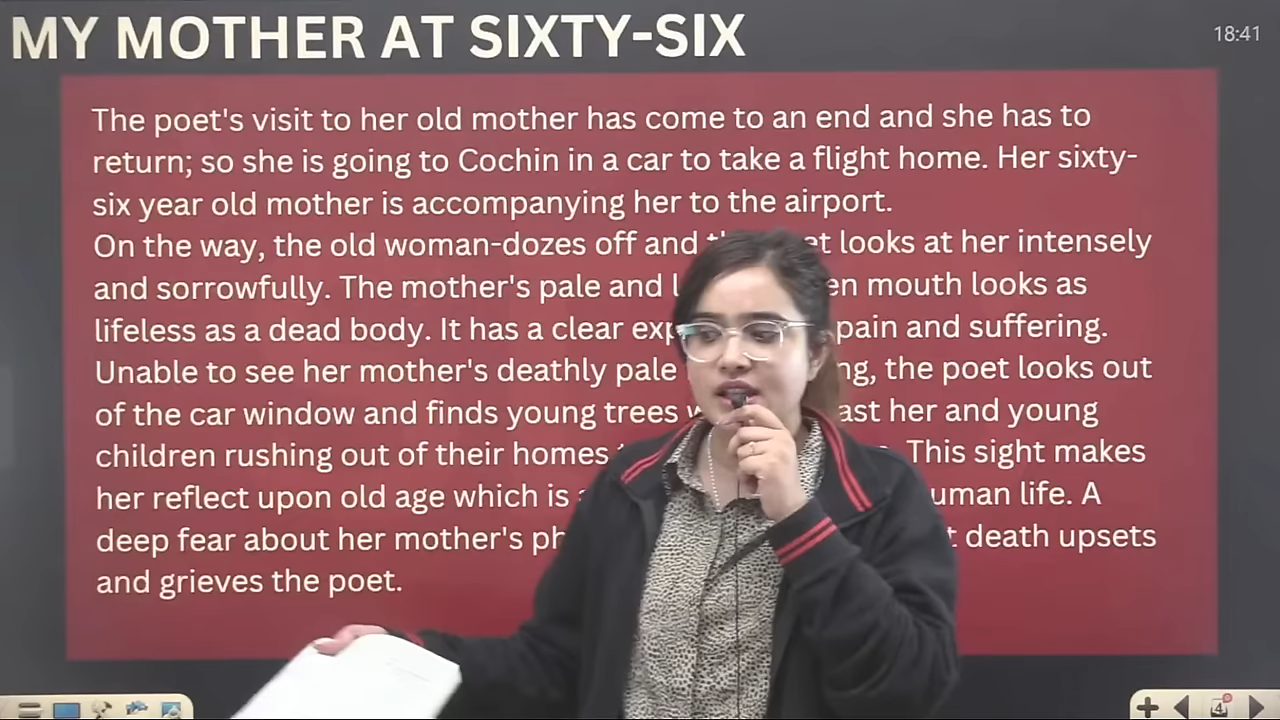 MY MOTHER AT SIXTY-SIX
18:41
The poet's visit to her old mother has come to an end and she has to
return; so she is going to Cochin in a car to take a flight home. Her sixty-
six year old mother is accompanying her to the airport.
On the way, the old woman-dozes off and looks at her intensely
and sorrowfully. The mother's pale and mouth looks as
lifeless as a dead body. It has a clear pain and suffering.
Unable to see her mother's deathly pale the poet looks out
of the car window and finds young trees her and young
children rushing out of their homes This sight makes
her reflect upon old age which is life. A
deep fear about her mother's death upsets
and grieves the poet.
4